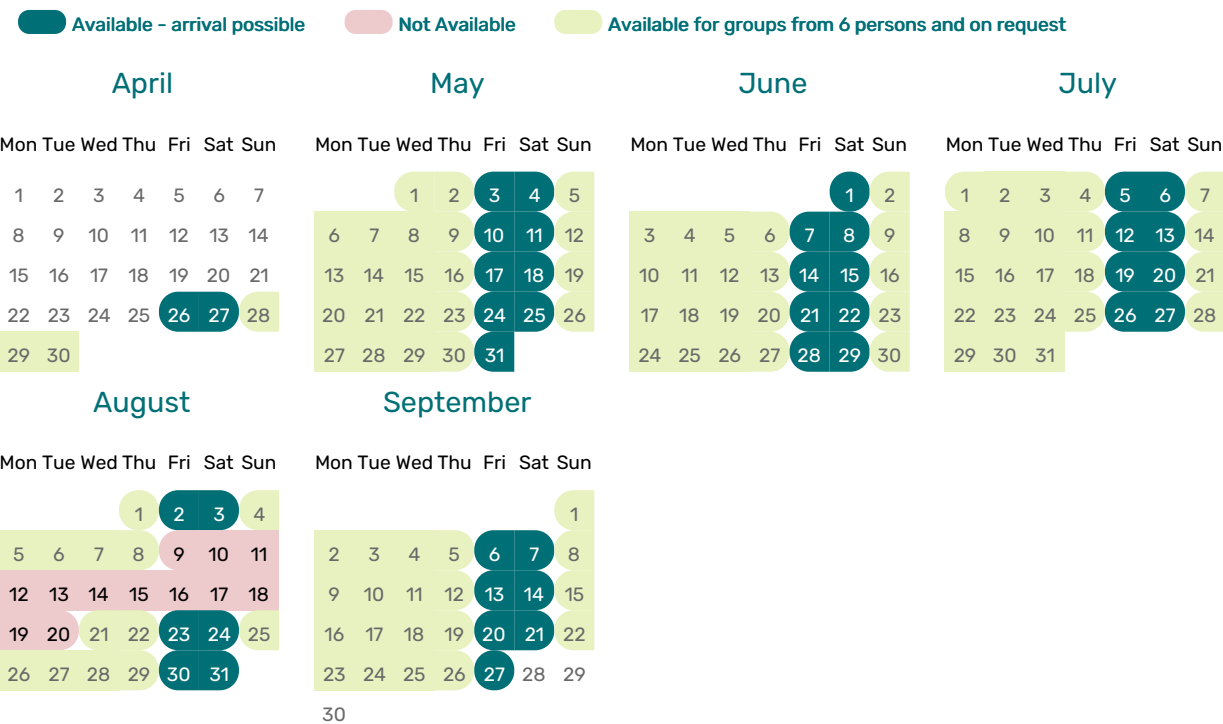 Available - arrival possible Not Available Available for groups from 6 persons and on request
April May June July
Mon Tue Wed Thu Fri Sat Sun Mon Tue Wed Thu Fri Sat Sun Mon Tue Wed Thu Fri Sat Sun Mon Tue Wed Thu Fri Sat Sun
1 2 3 4 5 6 7 1 2 3 4 5 1 2 1 2 3 4 5 6 7
8 9 10 11 12 13 14 6 7 8 9 10 11 12 3 4 5 6 7 8 9 8 9 10 11 12 13 14
15 16 17 18 19 20 21 13 14 15 16 17 18 19 10 11 12 13 14 15 16 15 16 17 18 19 20 21
22 23 24 25 26 27 28 20 21 22 23 24 25 26 17 18 19 20 21 22 23 22 23 24 25 26 27 28
29 30 27 28 29 30 31 24 25 26 27 28 29 30 29 30 31
August September
Mon Tue Wed Thu Fri Sat Sun Mon Tue Wed Thu Fri Sat Sun
1 2 3 4 1
5 6 7 8 9 10 11 2 3 4 5 6 7 8
12 13 14 15 16 17 18 9 10 11 12 13 14 15
19 20 21 22 23 24 25 16 17 18 19 20 21 22
26 27 28 29 30 31 23 24 25 26 27 28 29
30